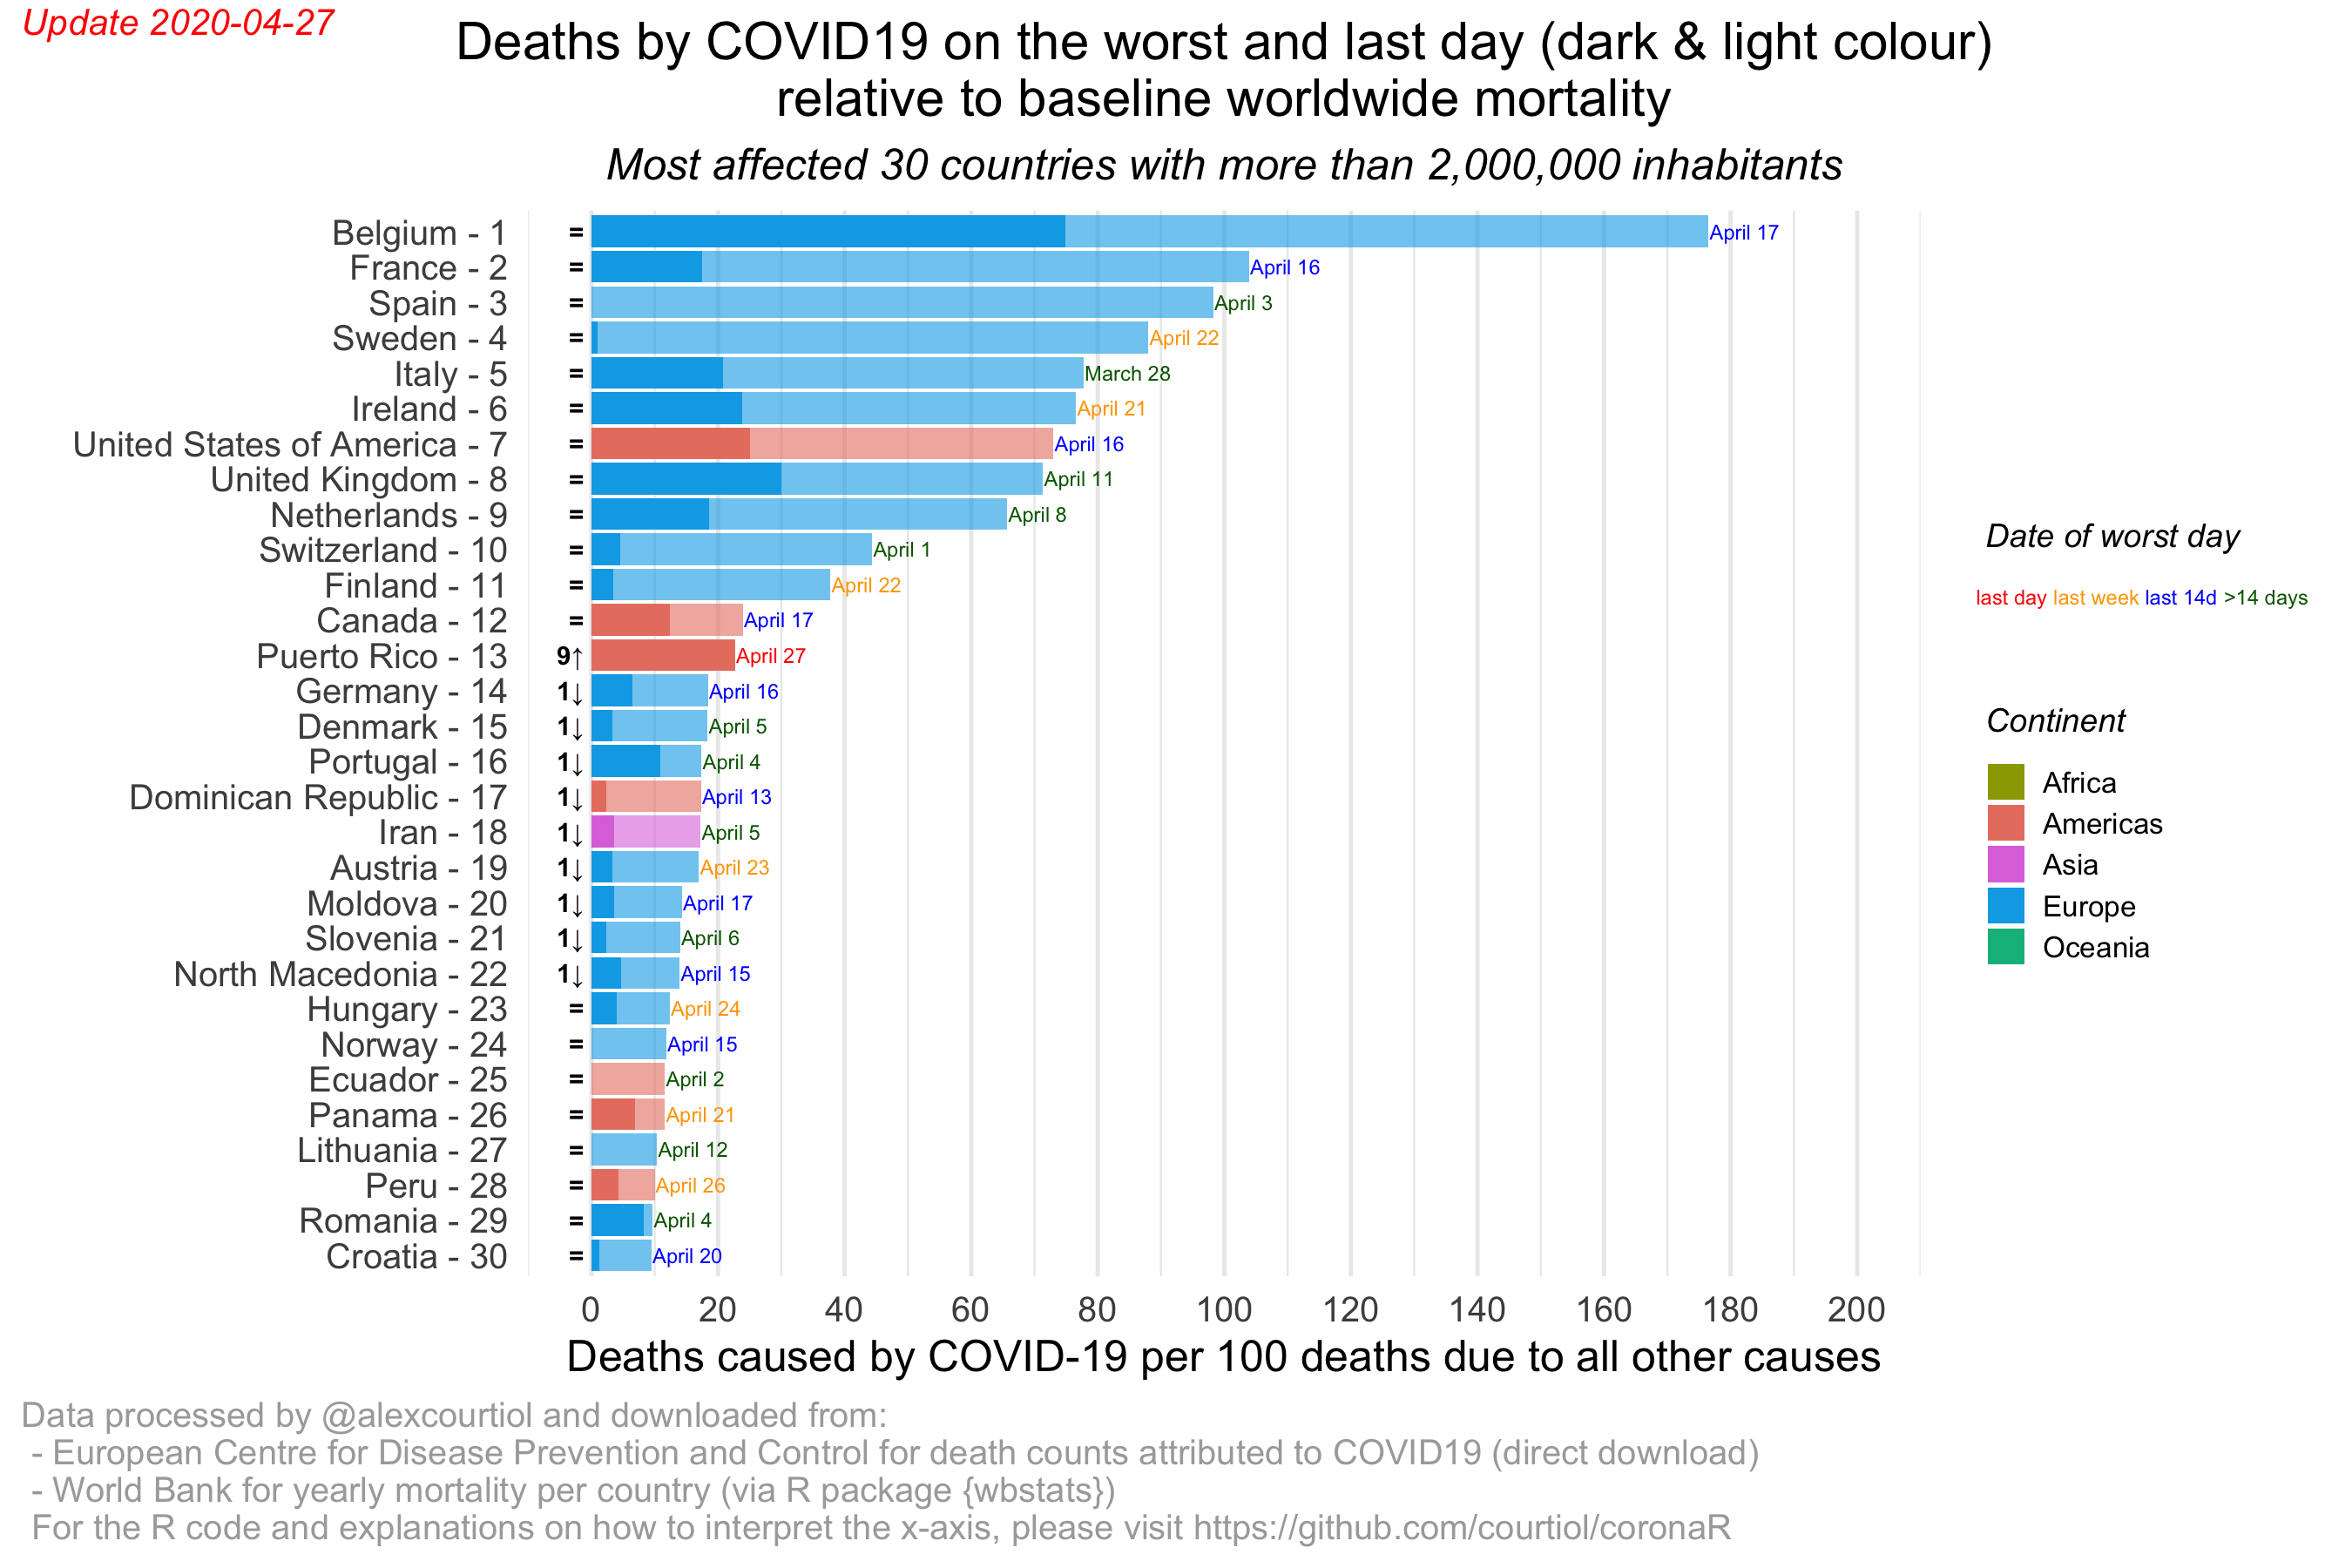 Update 2020-04-27
Deaths by COVID19 on the worst and last day (dark & light colour)
relative to baseline worldwide mortality
Most affected 30 countries with more than 2,000,000 inhabitants
Belgium - 1 = April 17
France - 2 = April 16
Spain - 3 = April 3
Sweden - 4 = April 22
Italy - 5 = March 28
Ireland - 6 = April 21
United States of America - 7 = April 16
United Kingdom - 8 = April 11
Netherlands - 9 = April 8
Switzerland - 10 = April 1
Finland - 11 = April 22
Canada - 12 = April 17
Puerto Rico - 13 9↑ April 27
Germany - 14 1↓ April 16
Denmark - 15 1↓ April 5
Portugal - 16 1↓ April 4
Dominican Republic - 17 1↓ April 13
Iran - 18 1↓ April 5
Austria - 19 1↓ April 23
Moldova - 20 1↓ April 17
Slovenia - 21 1↓ April 6
North Macedonia - 22 1↓ April 15
Hungary - 23 = April 24
Norway - 24 = April 15
Ecuador - 25 = April 2
Panama - 26 = April 21
Lithuania - 27 = April 12
Peru - 28 = April 26
Romania - 29 = April 4
Croatia - 30 = April 20
0 20 40 60 80 100 120 140 160 180 200
Deaths caused by COVID-19 per 100 deaths due to all other causes
Date of worst day
last day last week last 14d >14 days
Continent
Africa
Americas
Asia
Europe
Oceania
Data processed by @alexcourtiol and downloaded from:
- European Centre for Disease Prevention and Control for death counts attributed to COVID19 (direct download)
- World Bank for yearly mortality per country (via R package {wbstats})
For the R code and explanations on how to interpret the x-axis, please visit https://github.com/courtiol/coronaR